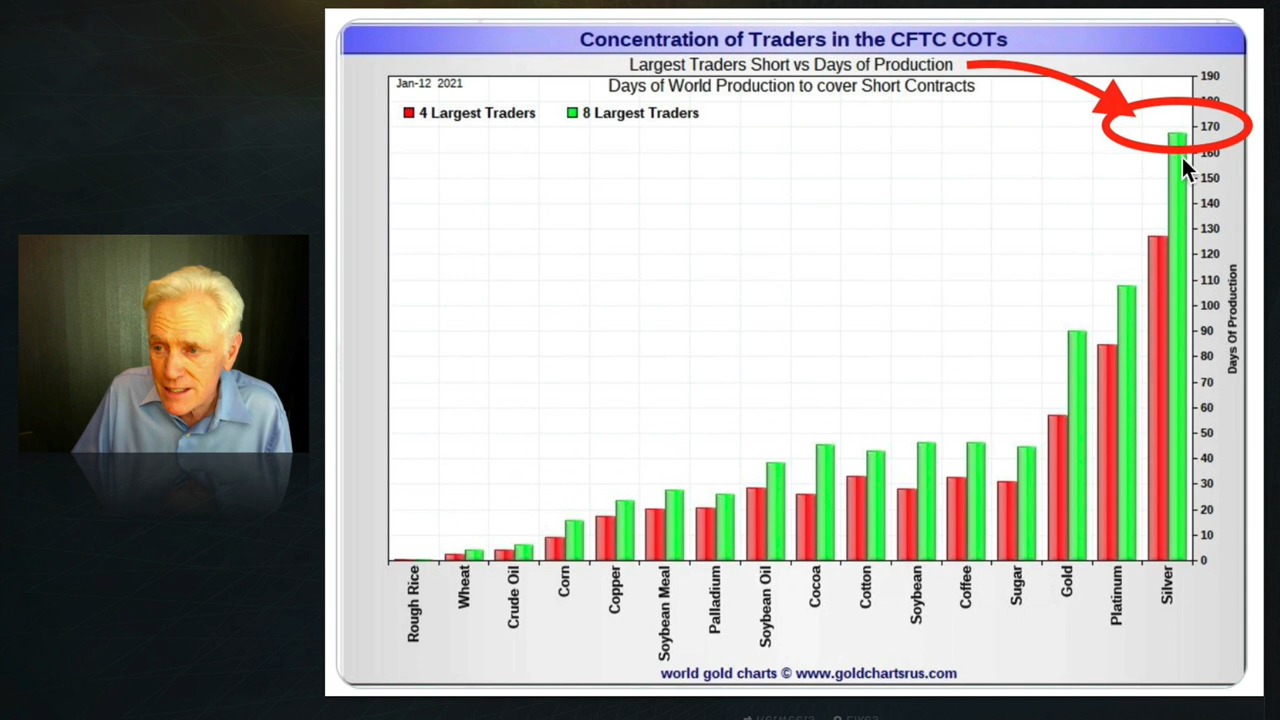 Concentration of Traders in the CFTC COTs
Largest Traders Short vs Days of Production
Jan-12 2021
Days of World Production to cover Short Contracts
4 Largest Traders
8 Largest Traders
190
180
170
160
150
140
130
120
110
100
90
80
70
60
50
40
30
20
10
0
Days Of Production
Rough Rice
Wheat
Crude Oil
Corn
Copper
Soybean Meal
Palladium
Soybean Oil
Cocoa
Cotton
Soybean
Coffee
Sugar
Gold
Platinum
Silver
world gold charts © www.goldchartsrus.com